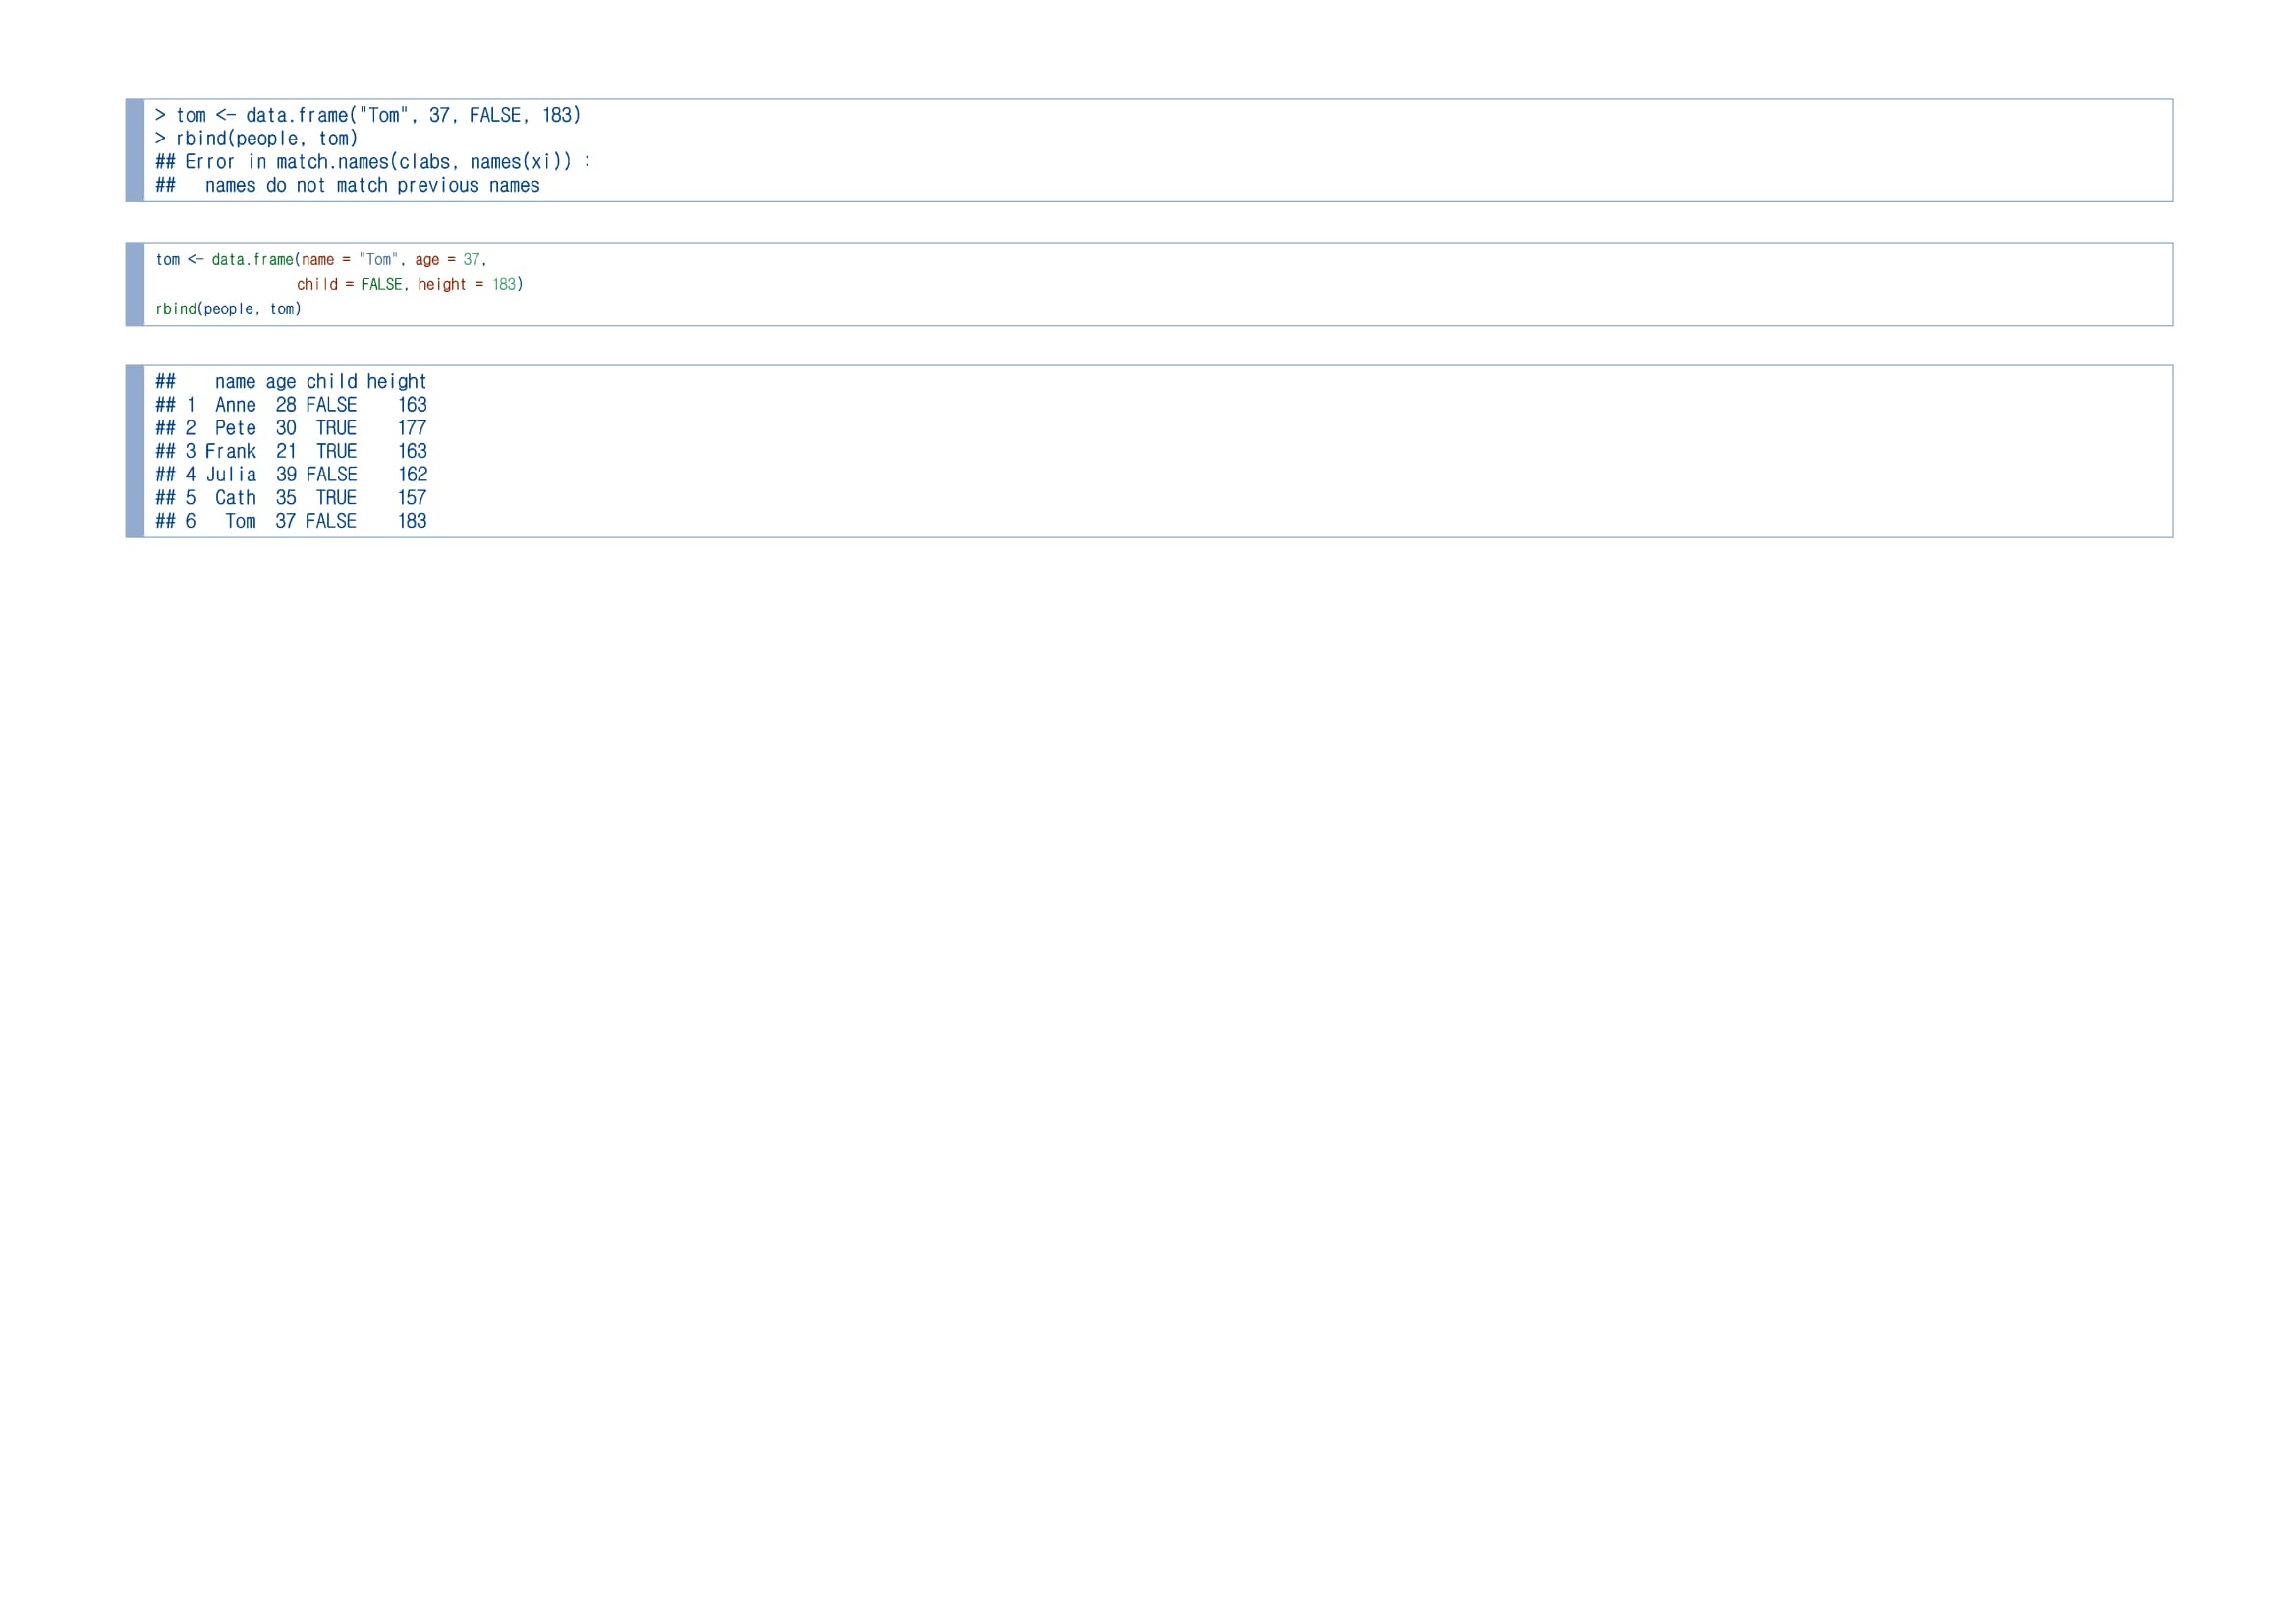 > tom <- data.frame("Tom", 37, FALSE, 183)
> rbind(people, tom)
## Error in match.names(clabs, names(xi)) :
##   names do not match previous names
tom <- data.frame(name = "Tom", age = 37,
                  child = FALSE, height = 183)
rbind(people, tom)
##    name age child height
## 1  Anne  28 FALSE    163
## 2  Pete  30  TRUE    177
## 3 Frank  21  TRUE    163
## 4 Julia  39 FALSE    162
## 5  Cath  35  TRUE    157
## 6   Tom  37 FALSE    183